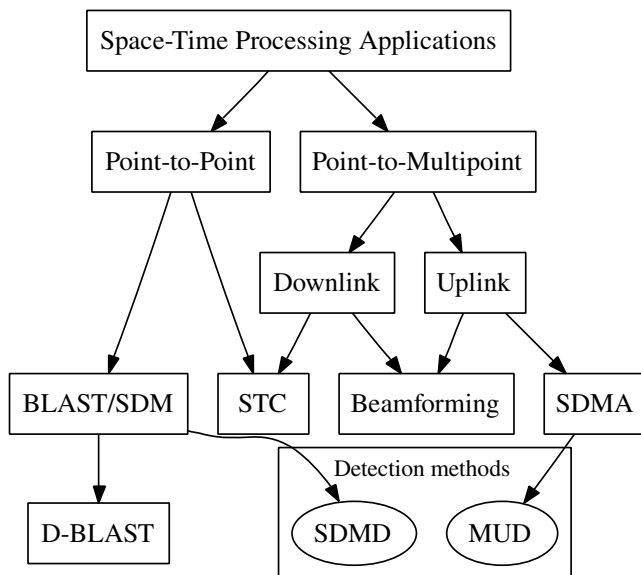 Space-Time Processing Applications
Point-to-Point
Point-to-Multipoint
Downlink
Uplink
BLAST/SDM
STC
Beamforming
SDMA
Detection methods
D-BLAST
SDMD
MUD